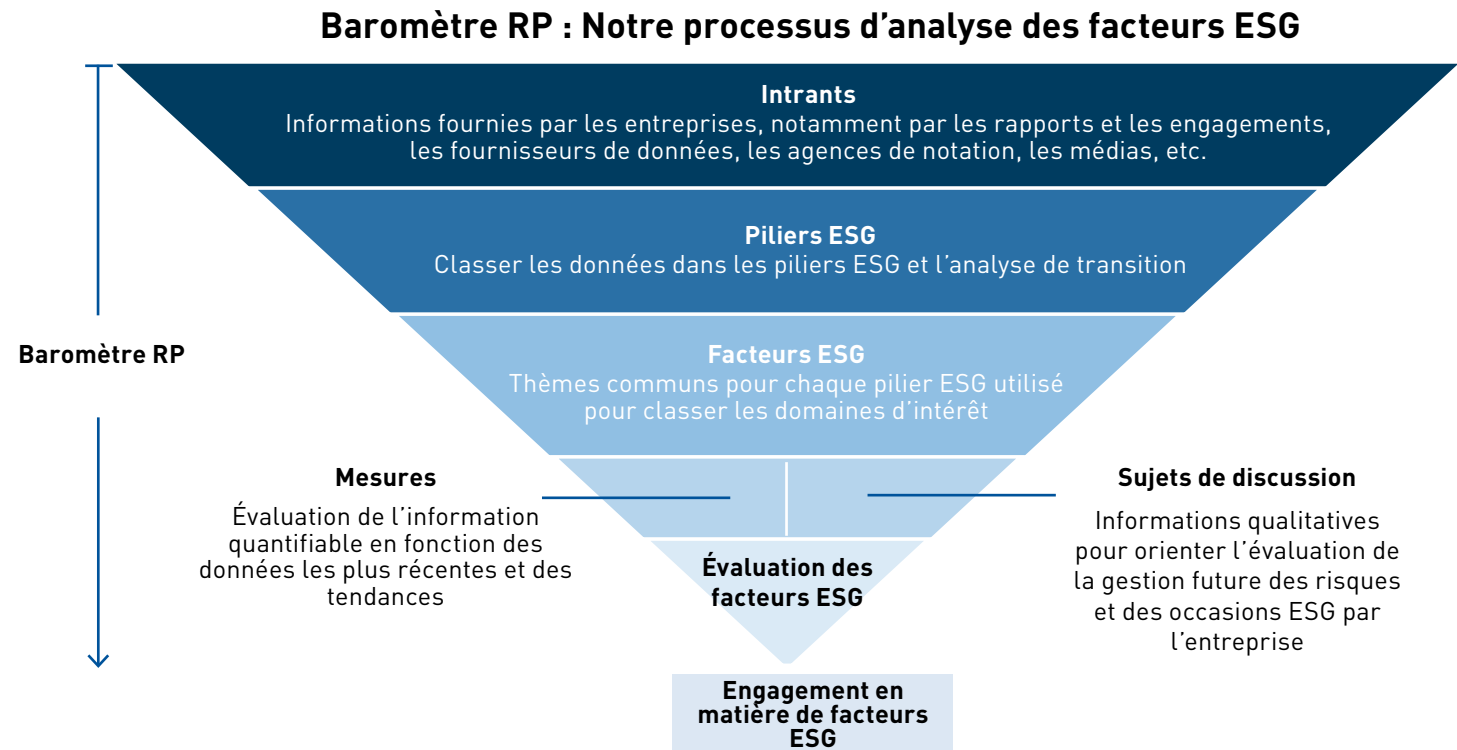 Baromètre RP : Notre processus d’analyse des facteurs ESG
Intrants
Informations fournies par les entreprises, notamment par les rapports et les engagements,
les fournisseurs de données, les agences de notation, les médias, etc.
Piliers ESG
Classer les données dans les piliers ESG et l’analyse de transition
Baromètre RP
Facteurs ESG
Thèmes communs pour chaque pilier ESG utilisé
pour classer les domaines d’intérêt
Mesures
Évaluation de l’information
quantifiable en fonction des
données les plus récentes et des
tendances
Sujets de discussion
Informations qualitatives
pour orienter l’évaluation de
la gestion future des risques
et des occasions ESG par
l’entreprise
Évaluation des
facteurs ESG
Engagement en
matière de facteurs
ESG